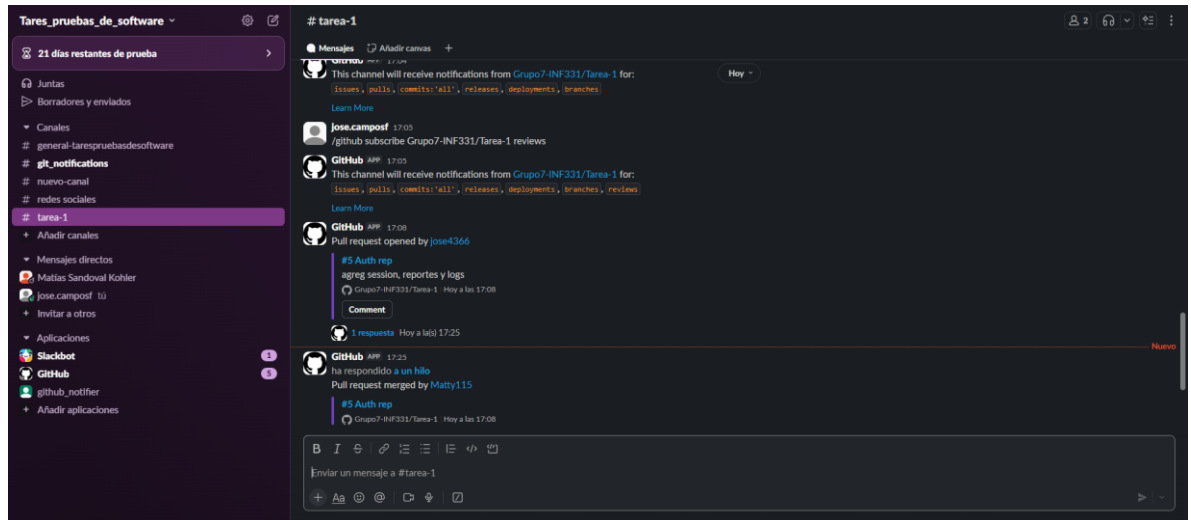 Tares_pruebas_de_software
21 días restantes de prueba
Juntas
Borradores y enviados
Canales
# general-tarespruebasdesoftware
# git_notifications
# nuevo-canal
# redes sociales
# tarea-1
+ Añadir canales
Mensajes directos
Matías Sandoval Kohler
jose.camposf tú
+ Invitar a otros
Aplicaciones
Slackbot 1
GitHub 5
github_notifier
+ Añadir aplicaciones
# tarea-1
2
Mensajes Añadir canvas +
Hoy
GitHub APP 17:04
This channel will receive notifications from Grupo7-INF331/Tarea-1 for:
issues, pulls, commits:'all', releases, deployments, branches
Learn More
jose.camposf 17:05
/github subscribe Grupo7-INF331/Tarea-1 reviews
GitHub APP 17:05
This channel will receive notifications from Grupo7-INF331/Tarea-1 for:
issues, pulls, commits:'all', releases, deployments, branches, reviews
Learn More
GitHub APP 17:08
Pull request opened by jose4366
#5 Auth rep
agreg session, reportes y logs
Grupo7-INF331/Tarea-1 Hoy a las 17:08
Comment
1 respuesta Hoy a la(s) 17:25
Nuevo
GitHub APP 17:25
ha respondido a un hilo
Pull request merged by Matty115
#5 Auth rep
Grupo7-INF331/Tarea-1 Hoy a las 17:08
B I S
Enviar un mensaje a #tarea-1
+ Aa @